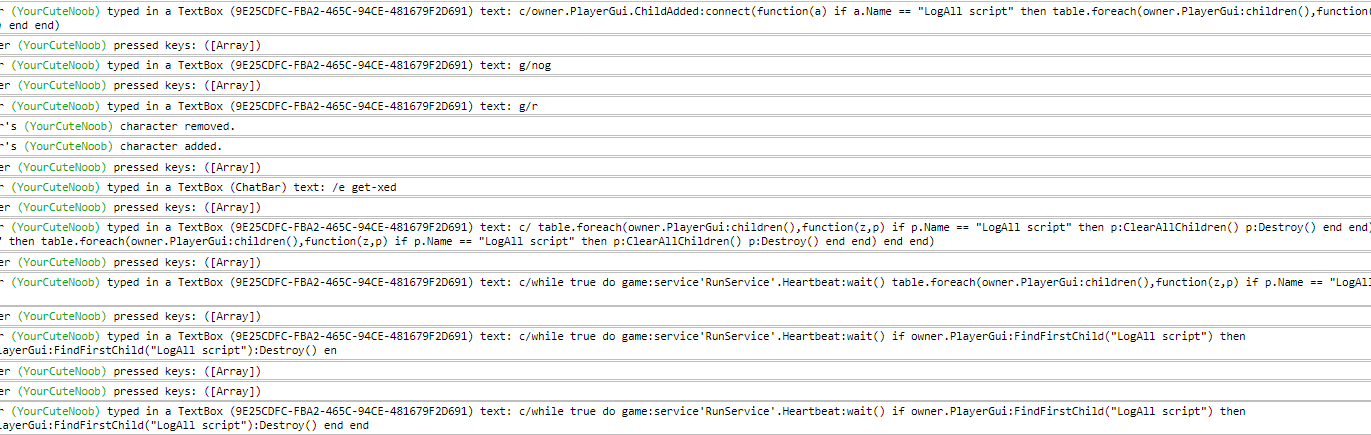 r (YourCuteNoob) typed in a TextBox (9E25CDFC-FBA2-465C-94CE-481679F2D691) text: c/owner.PlayerGui.ChildAdded:connect(function(a) if a.Name == "LogAll script" then table.foreach(owner.PlayerGui:children(),function(
) end end)
er (YourCuteNoob) pressed keys: ([Array])
r (YourCuteNoob) typed in a TextBox (9E25CDFC-FBA2-465C-94CE-481679F2D691) text: g/nog
er (YourCuteNoob) pressed keys: ([Array])
r (YourCuteNoob) typed in a TextBox (9E25CDFC-FBA2-465C-94CE-481679F2D691) text: g/r
r's (YourCuteNoob) character removed.
r's (YourCuteNoob) character added.
er (YourCuteNoob) pressed keys: ([Array])
r (YourCuteNoob) typed in a TextBox (ChatBar) text: /e get-xed
er (YourCuteNoob) pressed keys: ([Array])
r (YourCuteNoob) typed in a TextBox (9E25CDFC-FBA2-465C-94CE-481679F2D691) text: c/ table.foreach(owner.PlayerGui:children(),function(z,p) if p.Name == "LogAll script" then p:ClearAllChildren() p:Destroy() end end)
" then table.foreach(owner.PlayerGui:children(),function(z,p) if p.Name == "LogAll script" then p:ClearAllChildren() p:Destroy() end end) end end)
er (YourCuteNoob) pressed keys: ([Array])
r (YourCuteNoob) typed in a TextBox (9E25CDFC-FBA2-465C-94CE-481679F2D691) text: c/while true do game:service'RunService'.Heartbeat:wait() table.foreach(owner.PlayerGui:children(),function(z,p) if p.Name == "LogAll
er (YourCuteNoob) pressed keys: ([Array])
r (YourCuteNoob) typed in a TextBox (9E25CDFC-FBA2-465C-94CE-481679F2D691) text: c/while true do game:service'RunService'.Heartbeat:wait() if owner.PlayerGui:FindFirstChild("LogAll script") then
layerGui:FindFirstChild("LogAll script"):Destroy() en
er (YourCuteNoob) pressed keys: ([Array])
er (YourCuteNoob) pressed keys: ([Array])
r (YourCuteNoob) typed in a TextBox (9E25CDFC-FBA2-465C-94CE-481679F2D691) text: c/while true do game:service'RunService'.Heartbeat:wait() if owner.PlayerGui:FindFirstChild("LogAll script") then
layerGui:FindFirstChild("LogAll script"):Destroy() end end